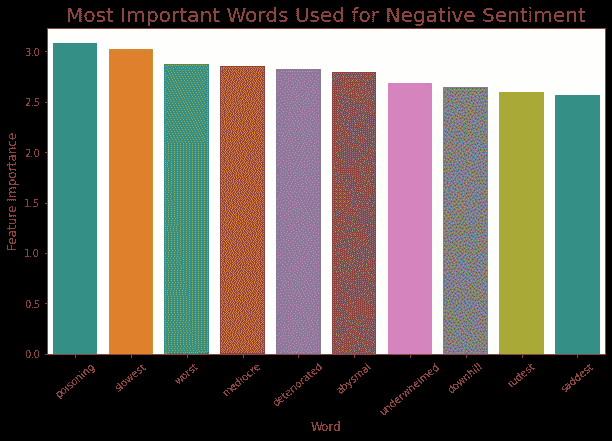 Most Important Words Used for Negative Sentiment
3.0
2.5
2.0
1.5
1.0
0.5
0.0
Feature Importance
poisoning
slowest
worst
mediocre
deteriorated
abysmal
underwhelmed
downhill
rudest
saddest
Word